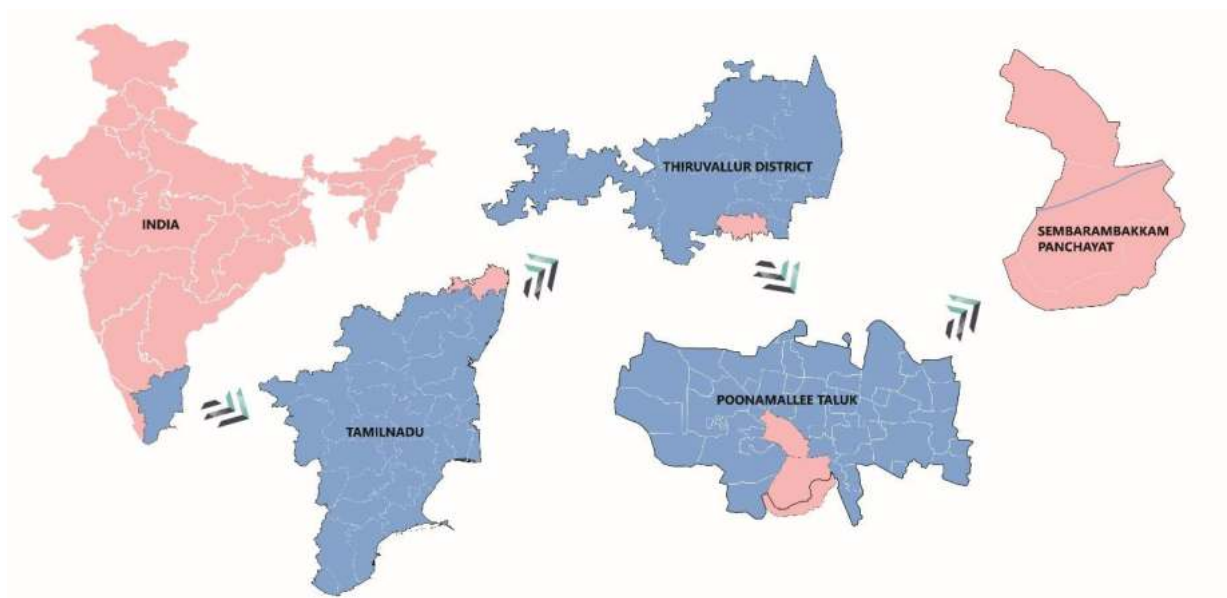 INDIA
TAMILNADU
THIRUVALLUR DISTRICT
POONAMALLEE TALUK
SEMBARAMBAKKAM
PANCHAYAT